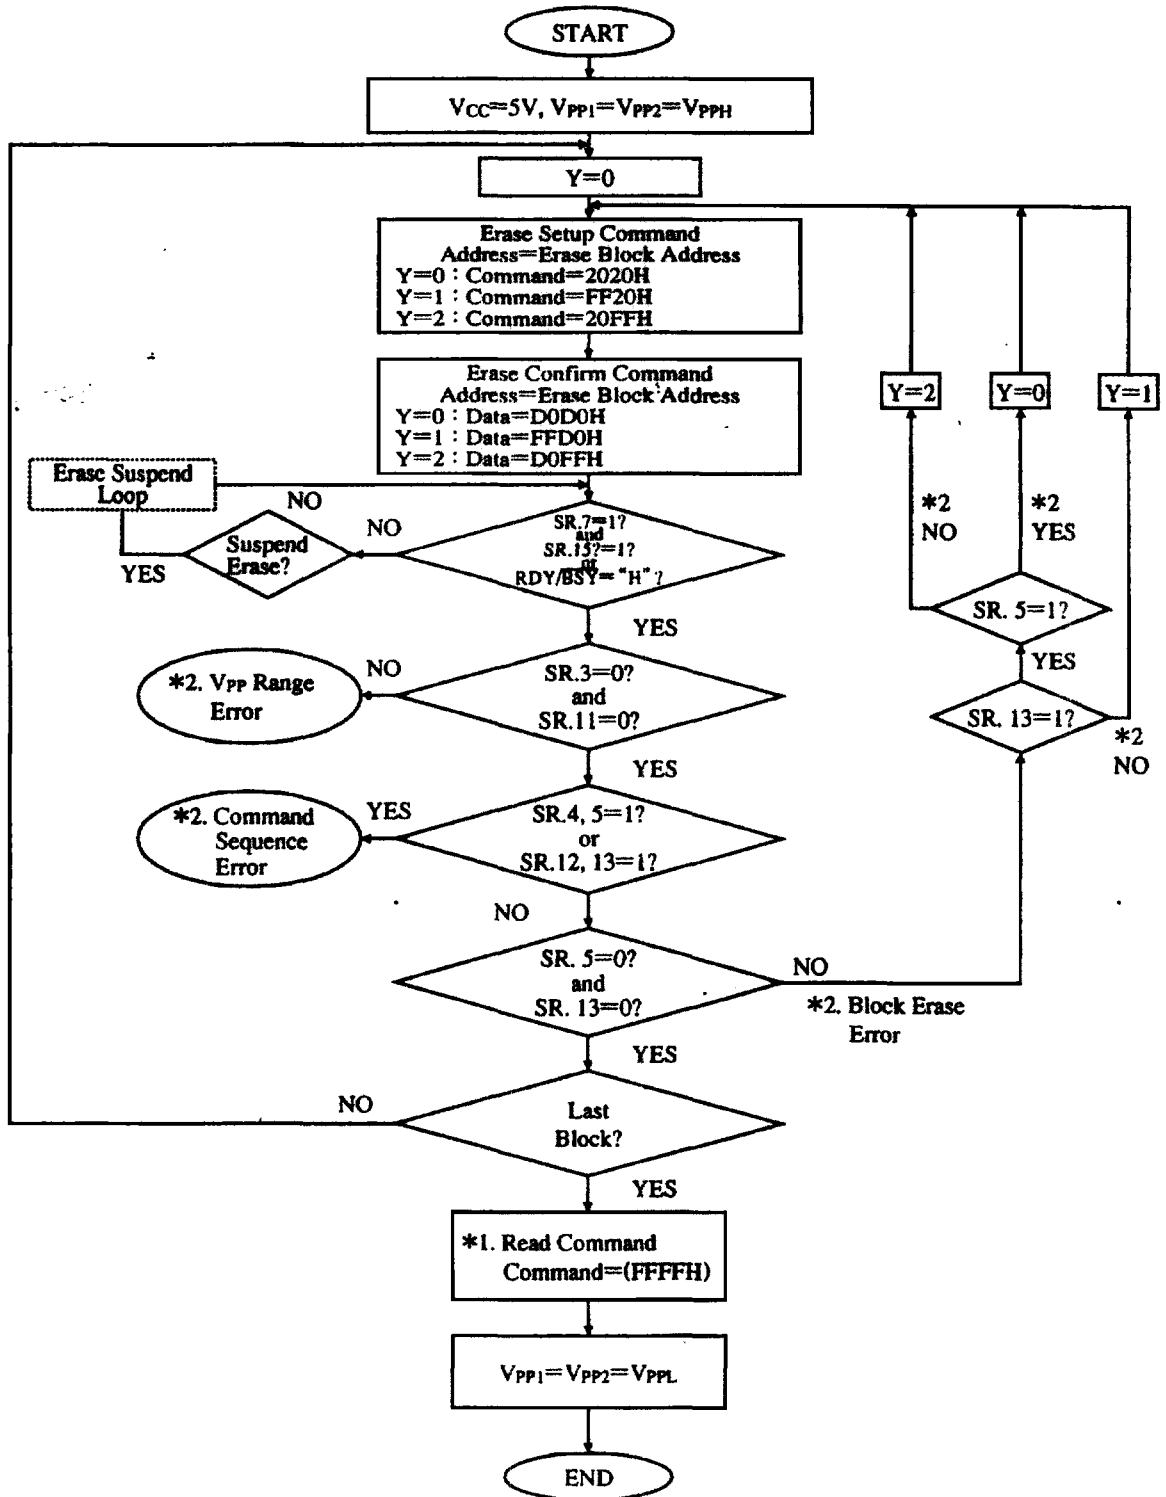 START
VCC=5V, VPP1=VPP2=VPPH
Y=0
Erase Setup Command
Address=Erase Block Address
Y=0 : Command=2020H
Y=1 : Command=FF20H
Y=2 : Command=20FFH
Erase Confirm Command
Address=Erase Block Address
Y=0 : Data=D0D0H
Y=1 : Data=FFD0H
Y=2 : Data=D0FFH
Y=2
Y=0
Y=1
Erase Suspend
Loop
NO
NO
YES
Suspend
Erase?
SR.7=1?
and
SR.15?=1?
or
RDY/BSY="H"?
*2
NO
*2
YES
SR. 5=1?
YES
YES
*2. VPP Range
Error
NO
SR.3=0?
and
SR.11=0?
SR. 13=1?
*2
NO
YES
*2. Command
Sequence
Error
YES
SR.4, 5=1?
or
SR.12, 13=1?
NO
SR. 5=0?
and
SR. 13=0?
NO
*2. Block Erase
Error
YES
NO
Last
Block?
YES
*1. Read Command
Command=(FFFFH)
VPP1=VPP2=VPPL
END